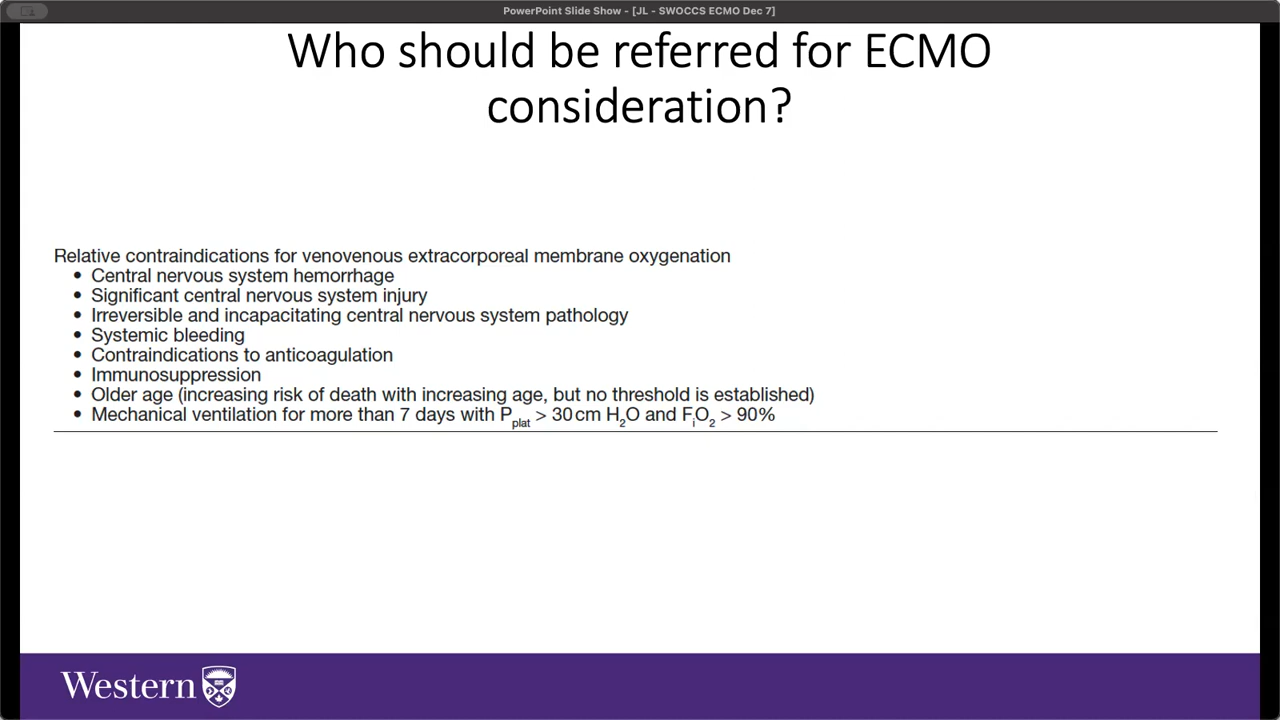 PowerPoint Slide Show - [JL - SWOCCS ECMO Dec 7]
Who should be referred for ECMO
consideration?
Relative contraindications for venovenous extracorporeal membrane oxygenation
• Central nervous system hemorrhage
• Significant central nervous system injury
• Irreversible and incapacitating central nervous system pathology
• Systemic bleeding
• Contraindications to anticoagulation
• Immunosuppression
• Older age (increasing risk of death with increasing age, but no threshold is established)
• Mechanical ventilation for more than 7 days with Pplat > 30 cm H2O and FiO2 > 90%
Western